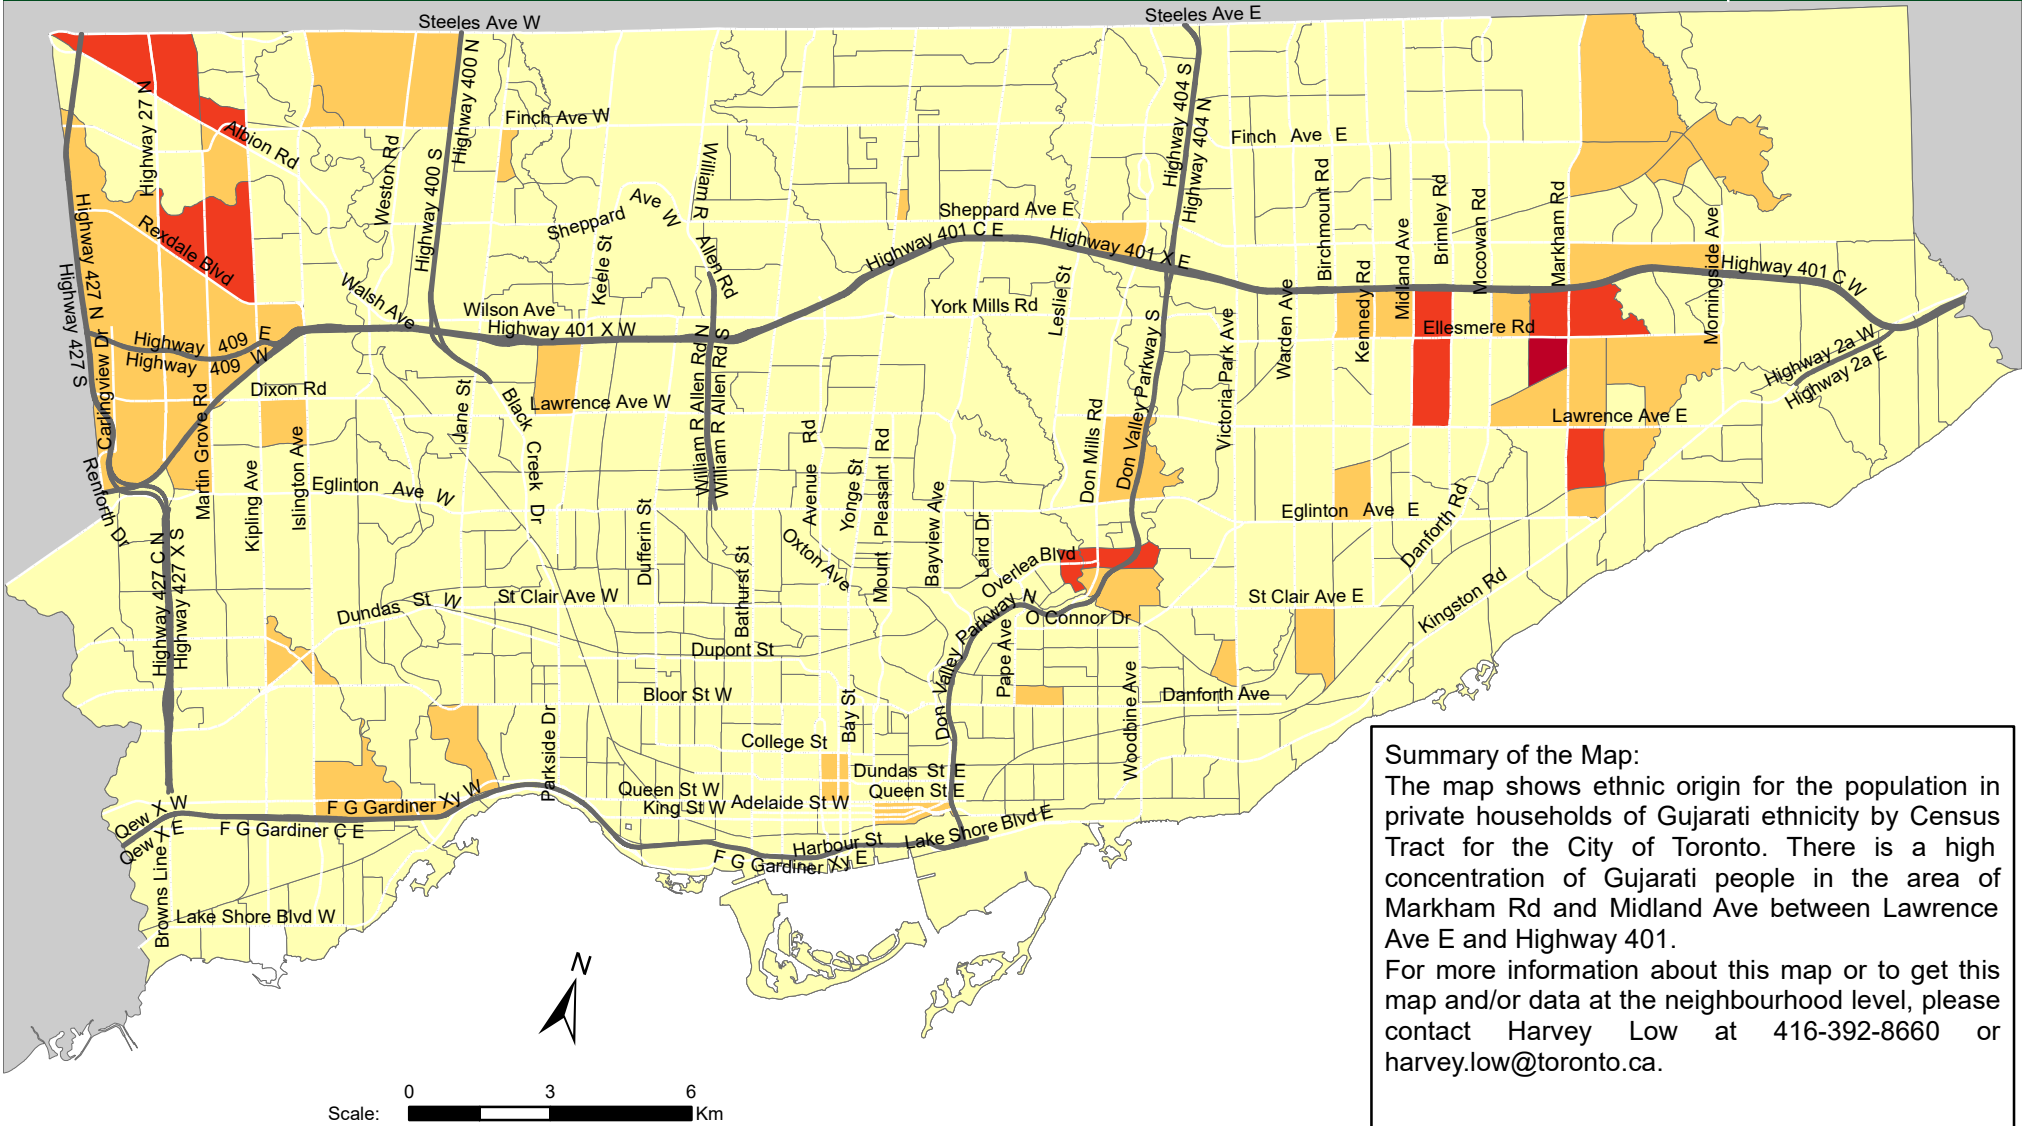 Steeles Ave W
Steeles Ave E
Highway 400 N
Highway 404 S
Highway 404 N
Highway 27 N
Finch Ave W
Finch Ave E
Albion Rd
Weston Rd
Highway 400 S
William R
Allen Rd
Sheppard Ave W
Sheppard Ave E
Keele St
Highway 401 C E
Highway 401 X E
Birchmount Rd
Kennedy Rd
Midland Ave
Brimley Rd
Mccowan Rd
Markham Rd
Morningside Ave
Highway 401 C W
Highway 427 N
Highway 427 S
Rexdale Blvd
Walsh Ave
Wilson Ave
Highway 401 X W
York Mills Rd
Leslie St
Warden Ave
Victoria Park Ave
Ellesmere Rd
Highway 2a W
Highway 2a E
Highway 409 E
Highway 409 W
Carlingview Dr
Martin Grove Rd
Dixon Rd
Jane St
Black Creek Dr
Lawrence Ave W
William R Allen Rd N
William R Allen Rd S
Lawrence Ave E
Don Mills Rd
Don Valley Parkway S
Renforth Dr
Kipling Ave
Islington Ave
Eglinton Ave W
Dufferin St
Bathurst St
Avenue Rd
Yonge St
Mount Pleasant Rd
Bayview Ave
Laird Dr
Oxton Ave
Overlea Blvd
Eglinton Ave E
Danforth Rd
Kingston Rd
Highway 427 C N
Highway 427 X S
Dundas St W
St Clair Ave W
St Clair Ave E
O Connor Dr
Don Valley Parkway N
Pape Ave
Dupont St
Bloor St W
Danforth Ave
Woodbine Ave
Parkside Dr
Bay St
College St
Dundas St E
Queen St W
Queen St E
King St W
Adelaide St W
Qew X W
Qew X E
F G Gardiner Xy W
F G Gardiner C E
Harbour St
Lake Shore Blvd E
F G Gardiner Xy E
Browns Line
Lake Shore Blvd W
N
Scale:
0 3 6
Km
Summary of the Map:
The map shows ethnic origin for the population in
private households of Gujarati ethnicity by Census
Tract for the City of Toronto. There is a high
concentration of Gujarati people in the area of
Markham Rd and Midland Ave between Lawrence
Ave E and Highway 401.
For more information about this map or to get this
map and/or data at the neighbourhood level, please
contact Harvey Low at 416-392-8660 or
harvey.low@toronto.ca.